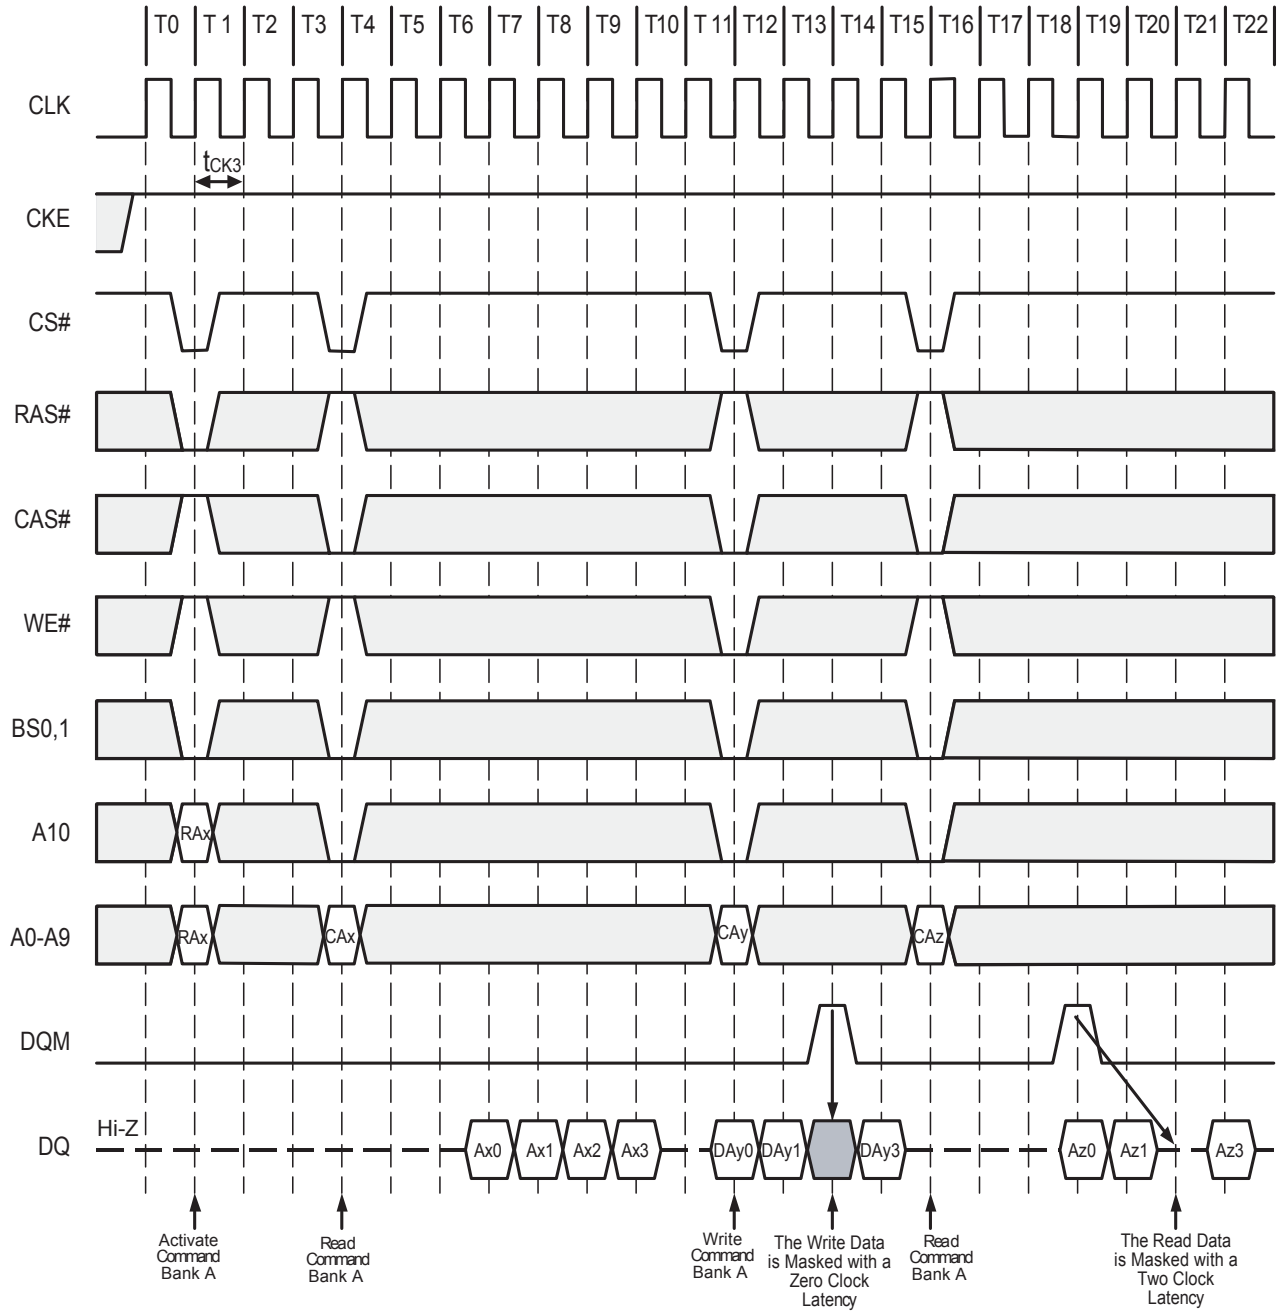 T0 T 1 T2 T3 T4 T5 T6 T7 T8 T9 T10 T 11 T12 T13 T14 T15 T16 T17 T18 T19 T20 T21 T22
CLK
tCK3
CKE
CS#
RAS#
CAS#
WE#
BS0,1
A10
RAx
A0-A9
RAx CAx CAy CAz
DQM
Hi-Z
DQ
Ax0 Ax1 Ax2 Ax3 DAy0 DAy1 DAy3 Az0 Az1 Az3
Activate
Command
Bank A
Read
Command
Bank A
Write
Command
Bank A
The Write Data
is Masked with a
Zero Clock
Latency
Read
Command
Bank A
The Read Data
is Masked with a
Two Clock
Latency